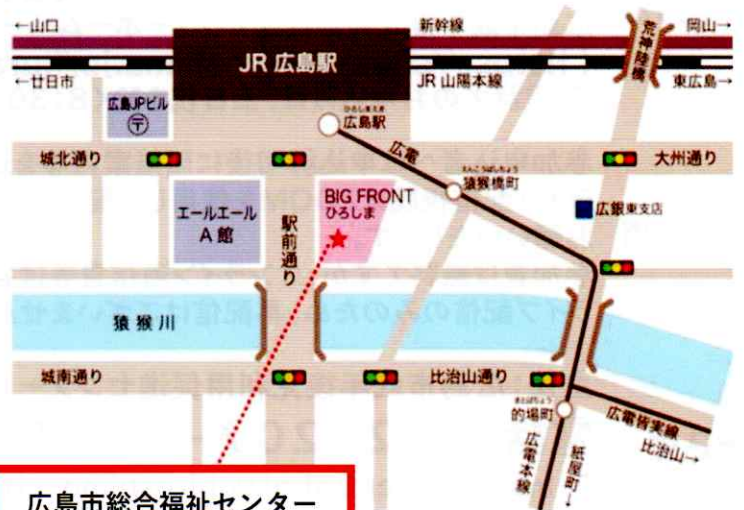 ←山口
新幹線
岡山→
荒神陸橋
JR 広島駅
←廿日市
JR 山陽本線
東広島→
広島JPビル
〒
ひろしまえき
広島駅
広電
城北通り
大州通り
えんこうばしちょう
猿猴橋町
エールエール
A 館
駅前通り
BIG FRONT
ひろしま
広銀東支店
猿猴川
城南通り
比治山通り
まとばちょう
的場町
広電皆実線
比治山→
広電本線
紙屋町→
広島市総合福祉センター